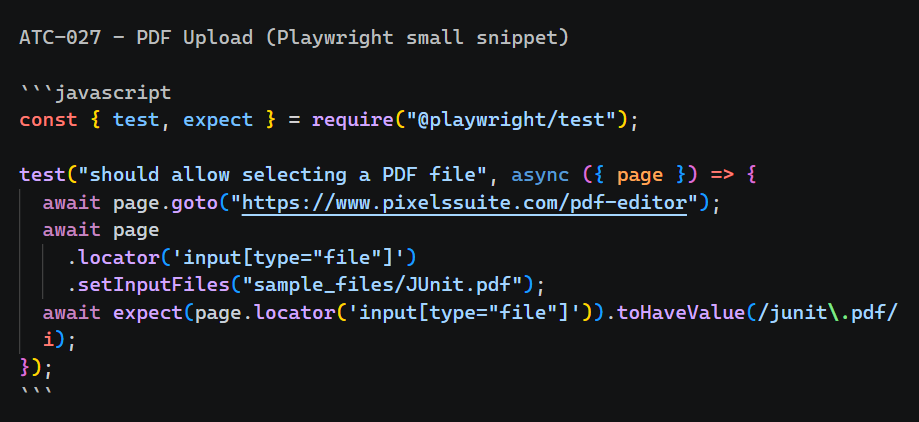 ATC-027 – PDF Upload (Playwright small snippet)
```javascript
const { test, expect } = require("@playwright/test");
test("should allow selecting a PDF file", async ({ page }) => {
  await page.goto("https://www.pixelssuite.com/pdf-editor");
  await page
    .locator('input[type="file"]')
    .setInputFiles("sample_files/JUnit.pdf");
  await expect(page.locator('input[type="file"]')).toHaveValue(/junit\.pdf/
  i);
});
```